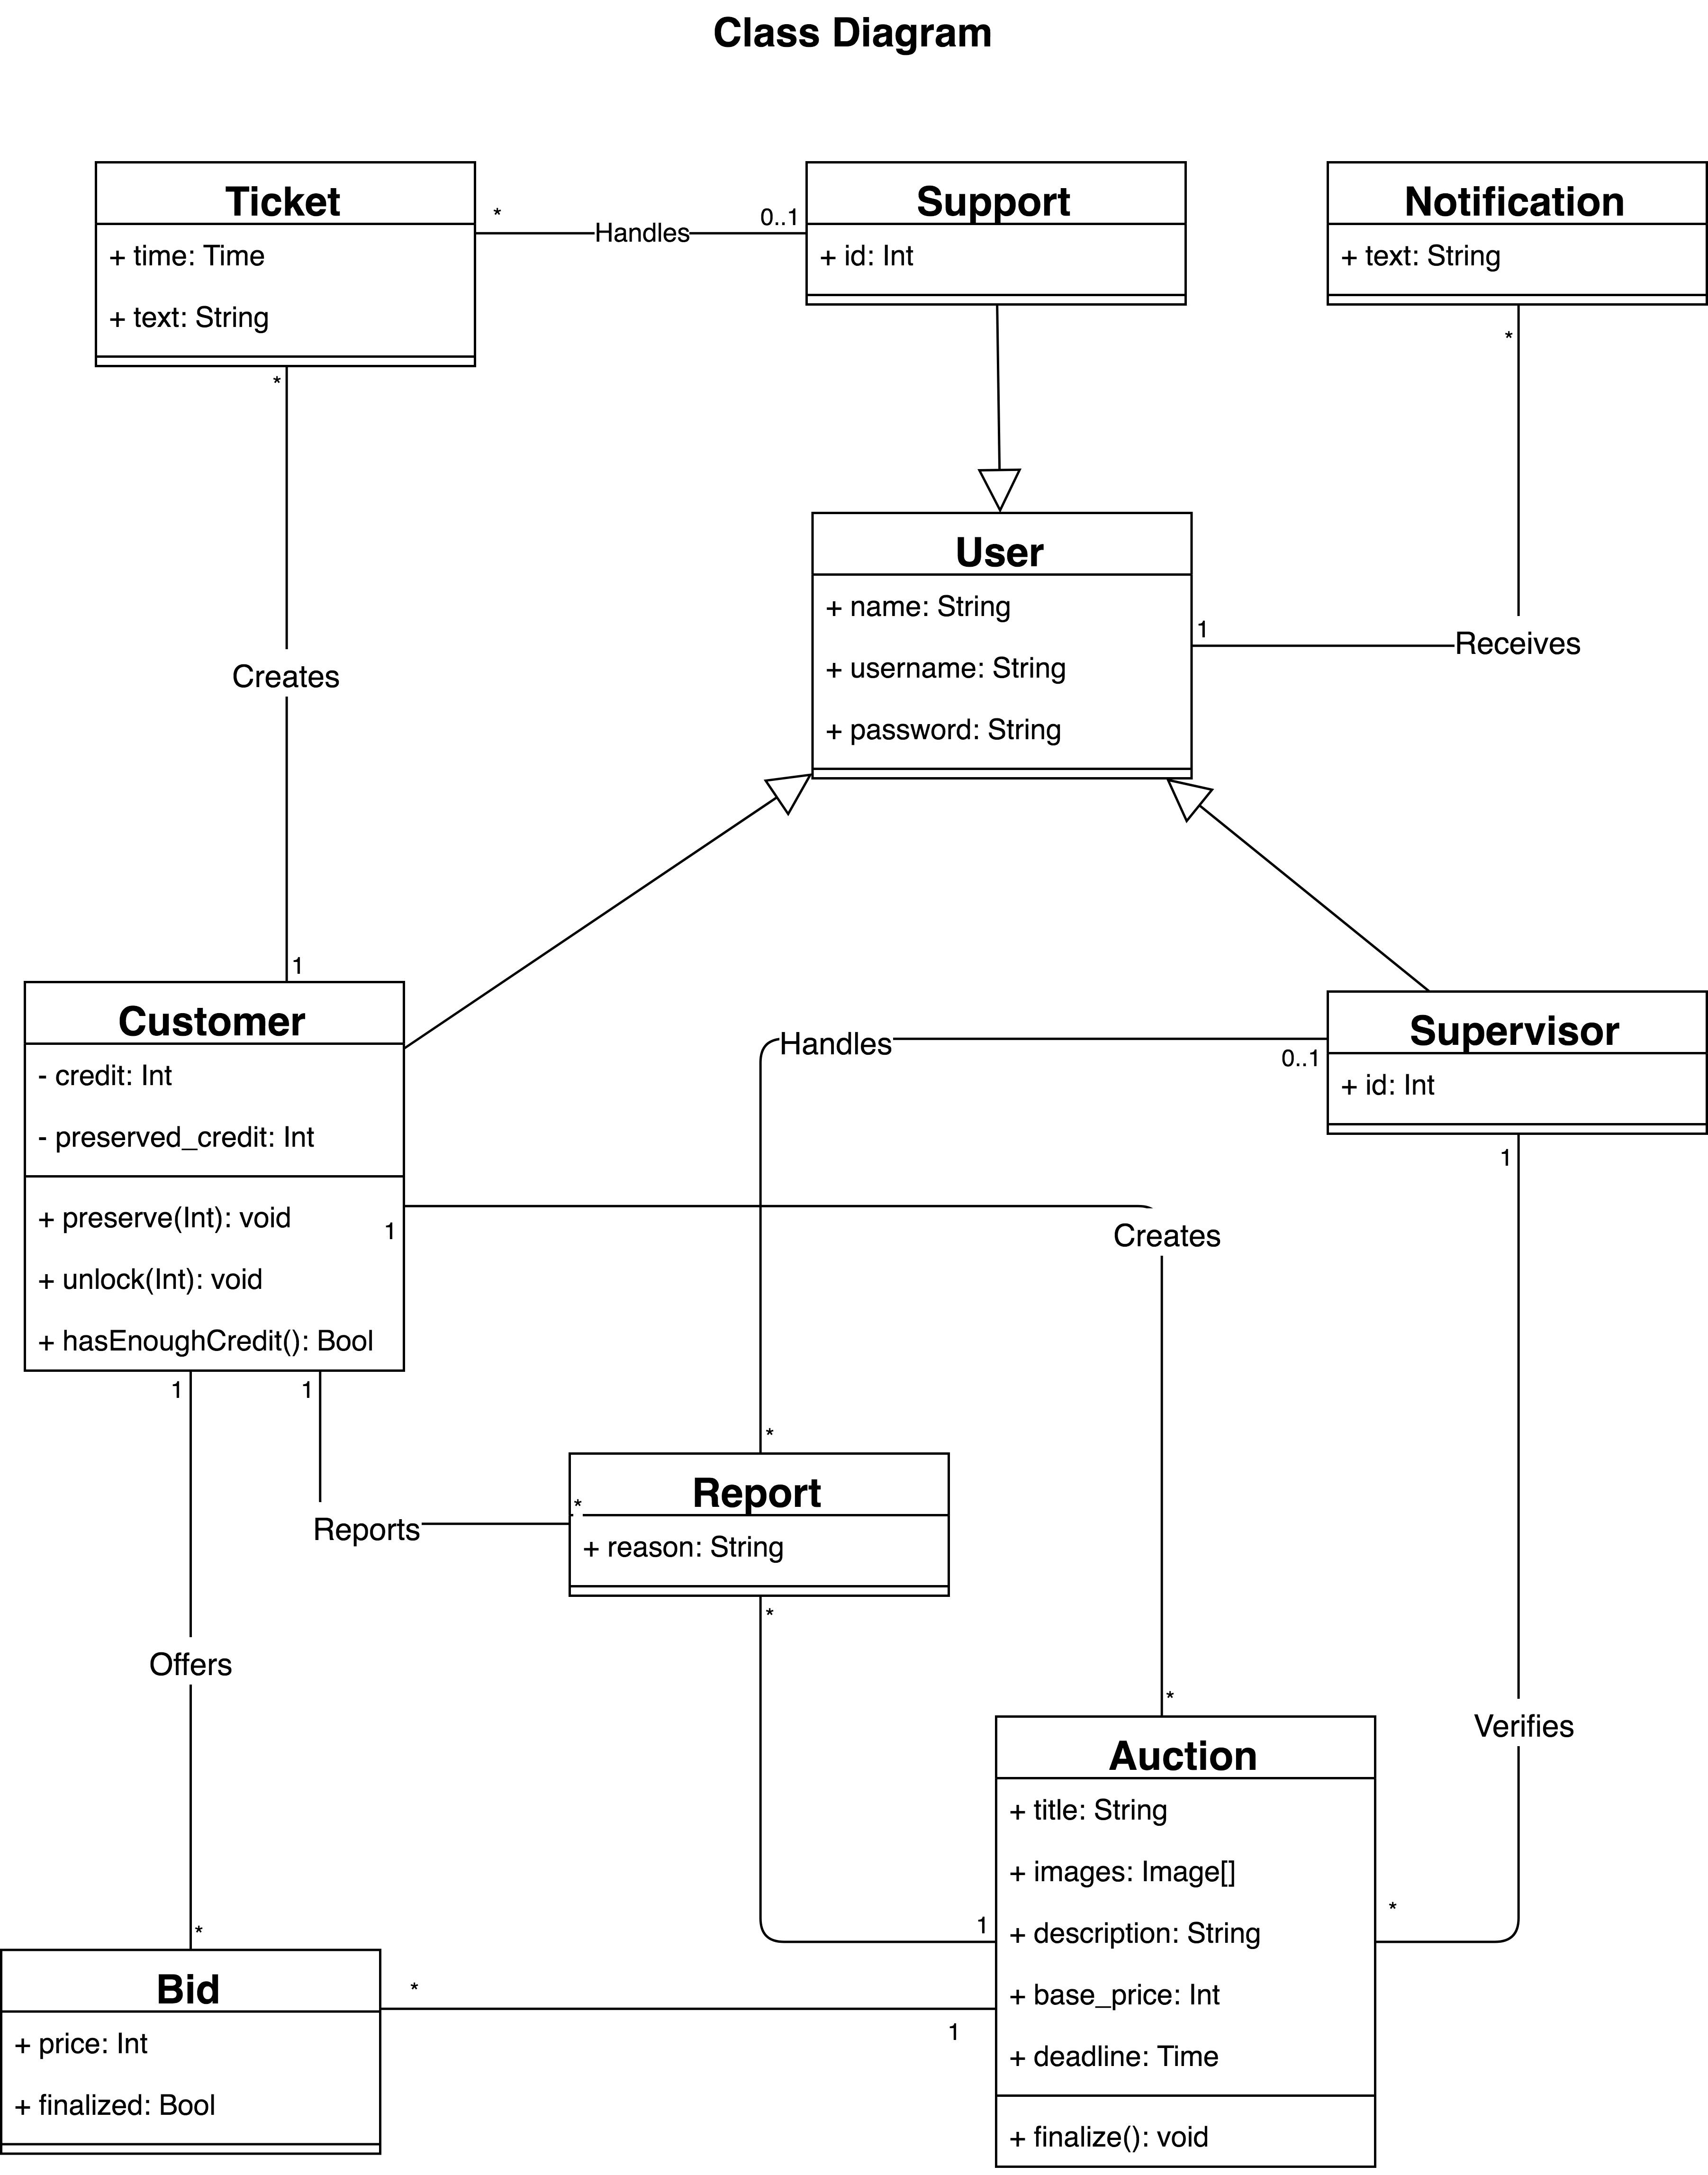 Class Diagram
Ticket
+ time: Time
+ text: String
*
Handles
0..1
Support
+ id: Int
Notification
+ text: String
*
*
Creates
1
User
+ name: String
+ username: String
+ password: String
1
Receives
Customer
- credit: Int
- preserved_credit: Int
+ preserve(Int): void
1
+ unlock(Int): void
+ hasEnoughCredit(): Bool
Handles
0..1
Supervisor
+ id: Int
1
Creates
1
1
*
Reports
*
Report
+ reason: String
*
Offers
*
Verifies
Auction
+ title: String
+ images: Image[]
+ description: String
+ base_price: Int
+ deadline: Time
+ finalize(): void
1
*
*
Bid
+ price: Int
+ finalized: Bool
*
1